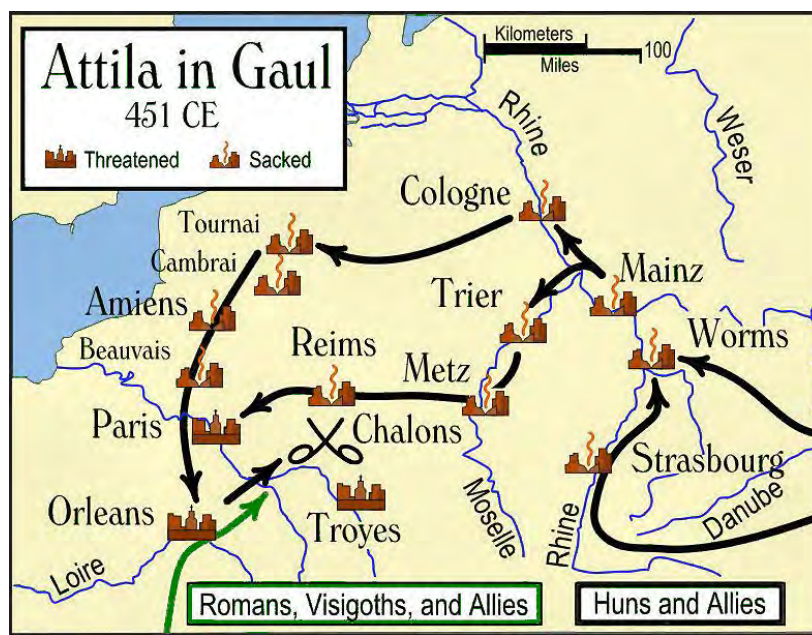 Attila in Gaul
451 CE
Threatened Sacked
Kilometers
100
Miles
Rhine
Weser
Cologne
Tournai
Cambrai
Mainz
Amiens
Trier
Worms
Beauvais
Reims
Metz
Paris
Chalons
Strasbourg
Orleans
Troyes
Moselle
Rhine
Danube
Loire
Romans, Visigoths, and Allies
Huns and Allies